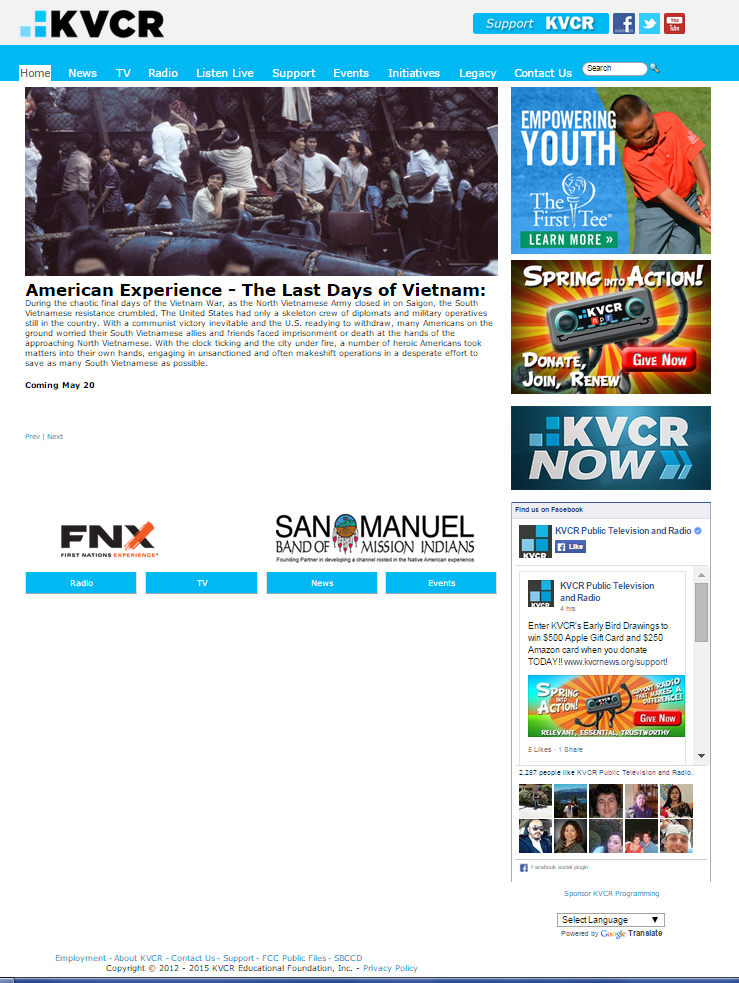 KVCR
Support KVCR
You
Tube
Home News TV Radio Listen Live Support Events Initiatives Legacy Contact Us Search
EMPOWERING
YOUTH
The
First Tee®
LEARN MORE »
American Experience - The Last Days of Vietnam:
During the chaotic final days of the Vietnam War, as the North Vietnamese Army closed in on Saigon, the South
Vietnamese resistance crumbled. The United States had only a skeleton crew of diplomats and military operatives
still in the country. With a communist victory inevitable and the U.S. readying to withdraw, many Americans on the
ground worried their South Vietnamese allies and friends faced imprisonment or death at the hands of the
approaching North Vietnamese. With the clock ticking and the city under fire, a number of heroic Americans took
matters into their own hands, engaging in unsanctioned and often makeshift operations in a desperate effort to
save as many South Vietnamese as possible.
Coming May 20
Prev | Next
SPRING INTO ACTION!
KVCR
npr
DONATE,
JOIN, RENEW
GIVE NOW
KVCR
NOW
FNX
FIRST NATIONS EXPERIENCE®
SAN MANUEL
BAND OF MISSION INDIANS
Founding Partner in developing a channel rooted in the Native American experience.
Radio TV News Events
Find us on Facebook
KVCR Public Television and Radio
Like
KVCR
KVCR Public Television
and Radio
4 hrs
KVCR
Enter KVCR's Early Bird Drawings to
win $500 Apple Gift Card and $250
Amazon card when you donate
TODAY!! www.kvcrnews.org/support!
SPRING
INTO
ACTION!
SUPPORT RADIO
THAT MAKES A
DIFFERENCE!
GIVE NOW
RELEVANT, ESSENTIAL, TRUSTWORTHY
5 Likes · 1 Share
2,287 people like KVCR Public Television and Radio.
Facebook social plugin
Sponsor KVCR Programming
Select Language ▼
Powered by Google Translate
Employment - About KVCR - Contact Us - Support - FCC Public Files - SBCCD
Copyright © 2012 - 2015 KVCR Educational Foundation, Inc. - Privacy Policy